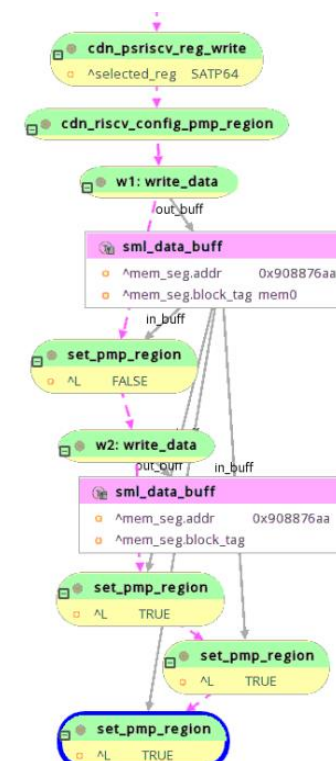 cdn_psriscv_reg_write
^selected_reg SATP64
cdn_riscv_config_pmp_region
w1: write_data
out_buff
sml_data_buff
^mem_seg.addr 0x908876aa
^mem_seg.block_tag mem0
in_buff
set_pmp_region
^L FALSE
w2: write_data
out_buff in_buff
sml_data_buff
^mem_seg.addr 0x908876aa
^mem_seg.block_tag
set_pmp_region
^L TRUE
set_pmp_region
^L TRUE
set_pmp_region
^L TRUE